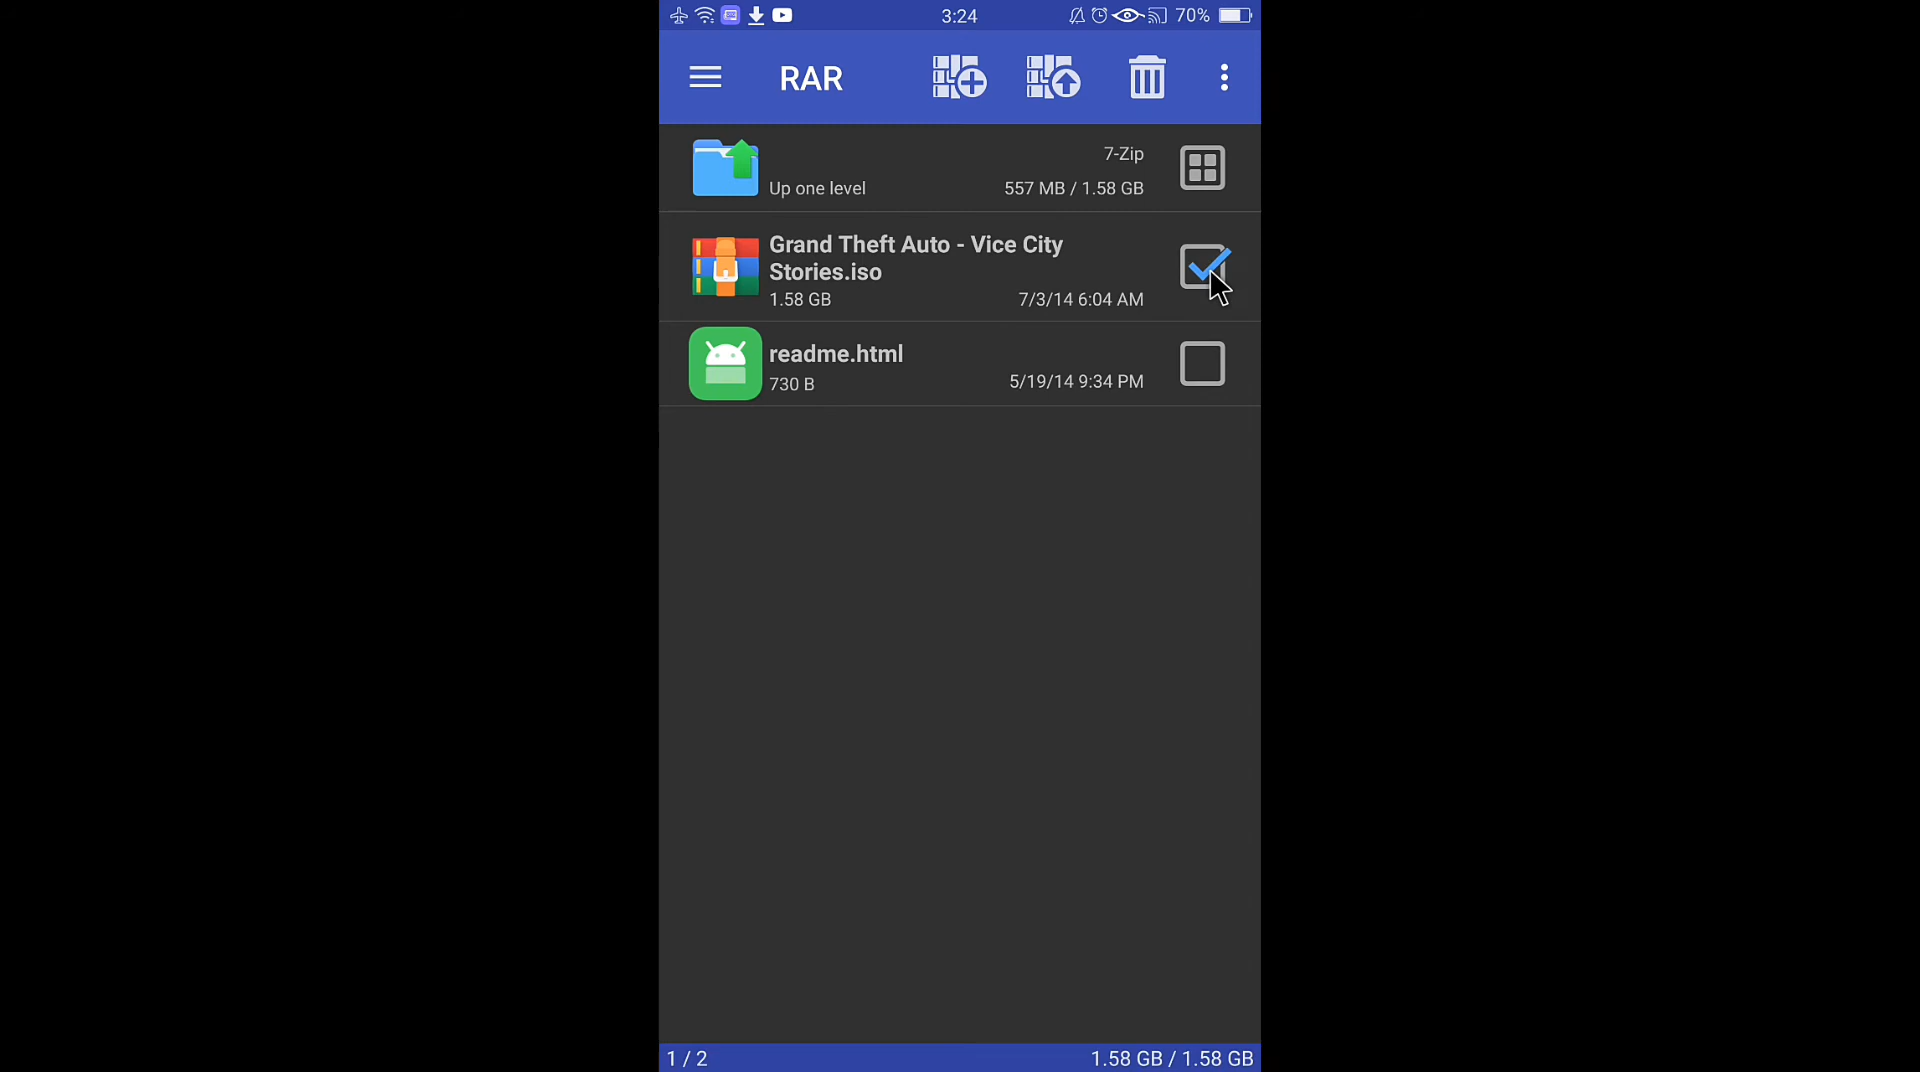 3:24
70%
RAR
7-Zip
Up one level
557 MB / 1.58 GB
Grand Theft Auto - Vice City
Stories.iso
1.58 GB
7/3/14 6:04 AM
readme.html
730 B
5/19/14 9:34 PM
1 / 2
1.58 GB / 1.58 GB